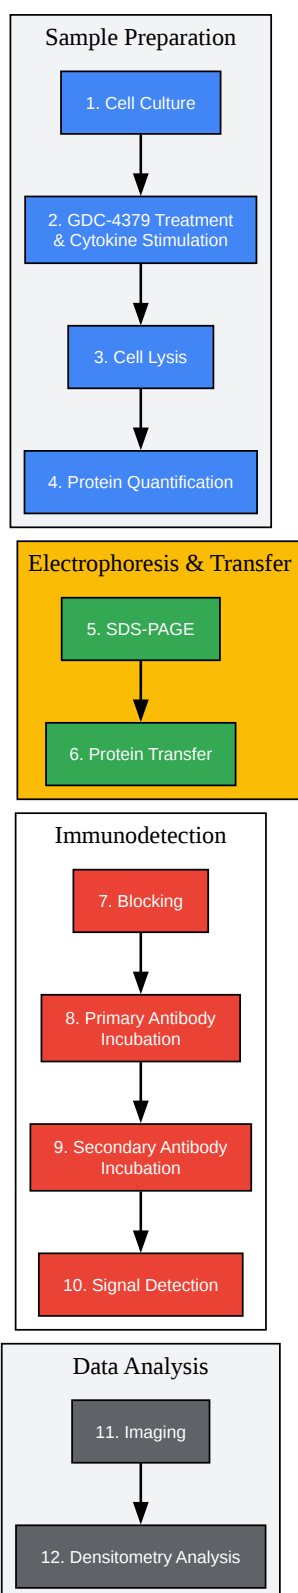 Sample Preparation
1. Cell Culture
2. GDC-4379 Treatment
& Cytokine Stimulation
3. Cell Lysis
4. Protein Quantification
Electrophoresis & Transfer
5. SDS-PAGE
6. Protein Transfer
Immunodetection
7. Blocking
8. Primary Antibody
Incubation
9. Secondary Antibody
Incubation
10. Signal Detection
Data Analysis
11. Imaging
12. Densitometry Analysis